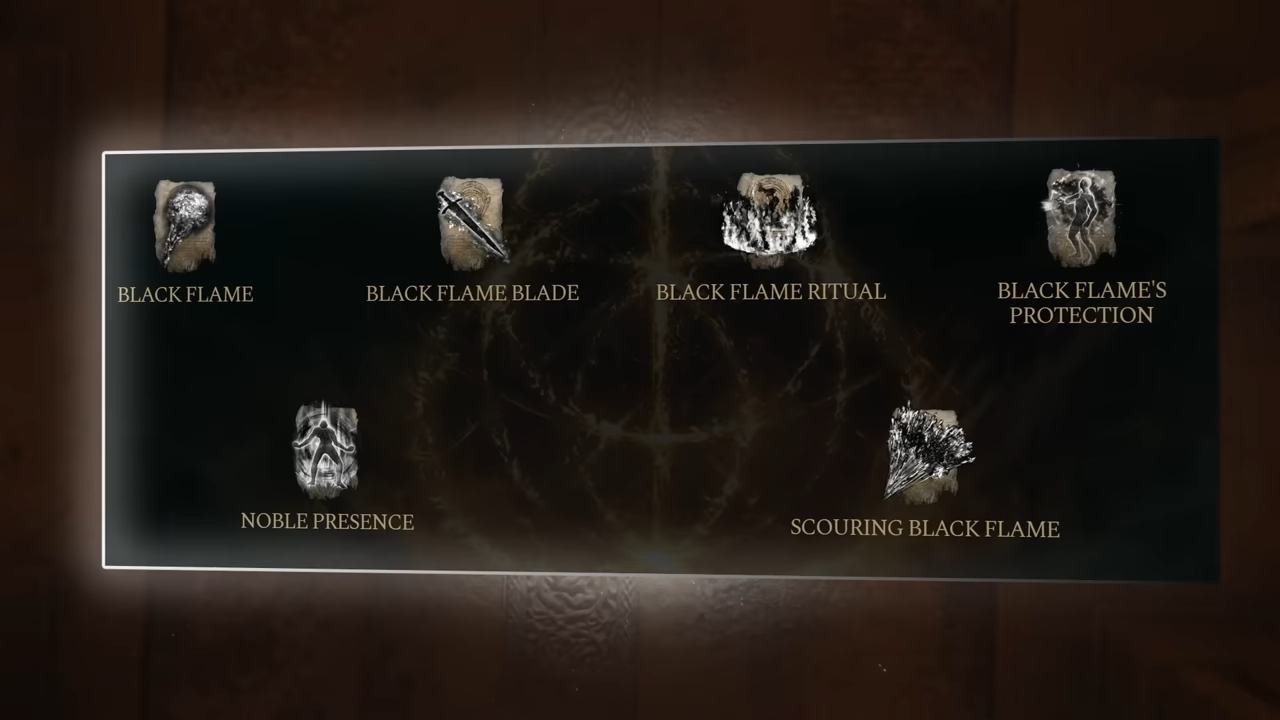 BLACK FLAME
BLACK FLAME BLADE
BLACK FLAME RITUAL
BLACK FLAME'S
PROTECTION
NOBLE PRESENCE
SCOURING BLACK FLAME